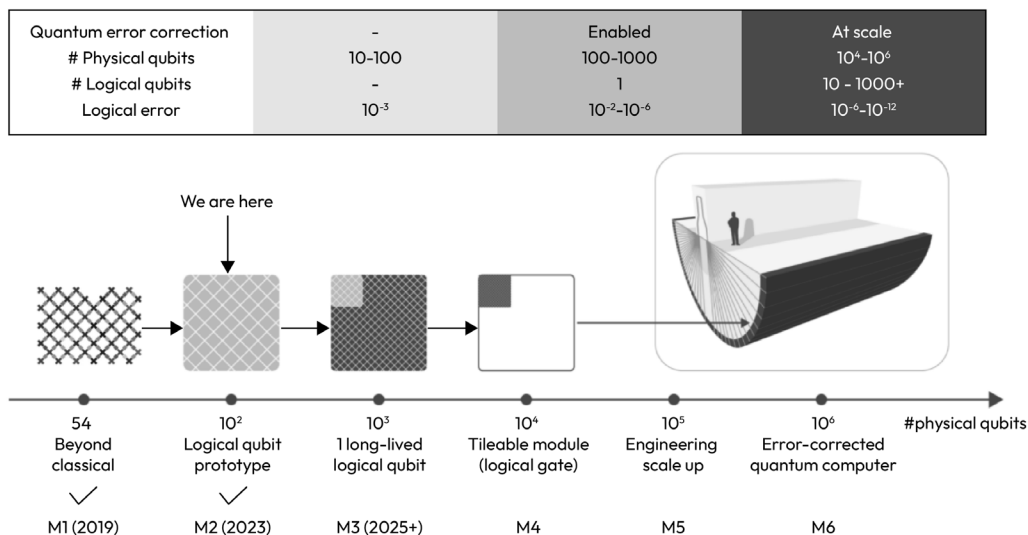 Quantum error correction - Enabled At scale
# Physical qubits 10-100 100-1000 10⁴-10⁶
# Logical qubits - 1 10 - 1000+
Logical error 10⁻³ 10⁻²-10⁻⁶ 10⁻⁶-10⁻¹²
We are here
54 10² 10³ 10⁴ 10⁵ 10⁶ #physical qubits
Beyond Logical qubit 1 long-lived Tileable module Engineering Error-corrected
classical prototype logical qubit (logical gate) scale up quantum computer
M1 (2019) M2 (2023) M3 (2025+) M4 M5 M6